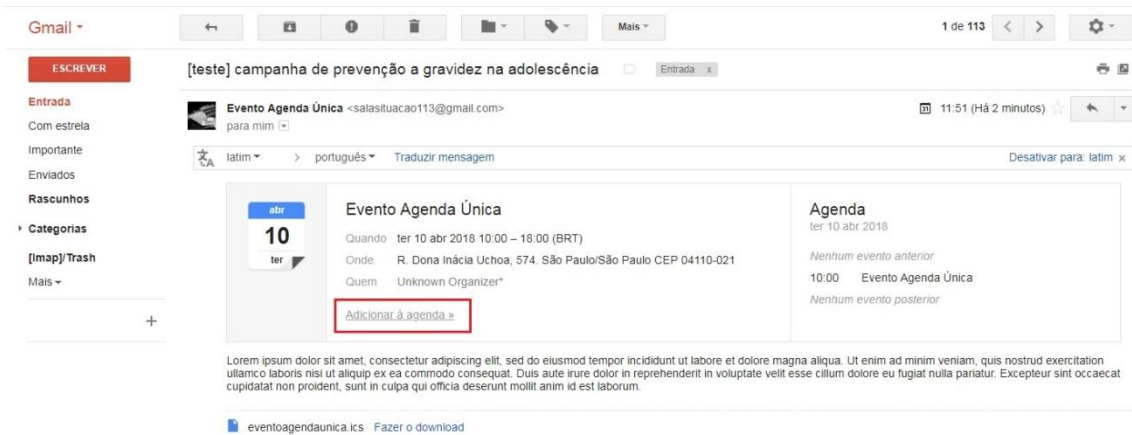 Gmail
Mais
1 de 113
ESCREVER
[teste] campanha de prevenção a gravidez na adolescência
Entrada x
Entrada
Com estrela
Importante
Enviados
Rascunhos
Categorias
[Imap]/Trash
Mais
+
Evento Agenda Única <salasituacao113@gmail.com>
31 11:51 (Há 2 minutos)
para mim
latim > português Traduzir mensagem
Desativar para: latim x
abr
10
ter
Evento Agenda Única
Quando ter 10 abr 2018 10:00 – 18:00 (BRT)
Onde R. Dona Inácia Uchoa, 574. São Paulo/São Paulo CEP 04110-021
Quem Unknown Organizer*
Adicionar à agenda »
Agenda
ter 10 abr 2018
Nenhum evento anterior
10:00 Evento Agenda Única
Nenhum evento posterior
Lorem ipsum dolor sit amet, consectetur adipiscing elit, sed do eiusmod tempor incididunt ut labore et dolore magna aliqua. Ut enim ad minim veniam, quis nostrud exercitation
ullamco laboris nisi ut aliquip ex ea commodo consequat. Duis aute irure dolor in reprehenderit in voluptate velit esse cillum dolore eu fugiat nulla pariatur. Excepteur sint occaecat
cupidatat non proident, sunt in culpa qui officia deserunt mollit anim id est laborum.
eventoagendaunica.ics Fazer o download